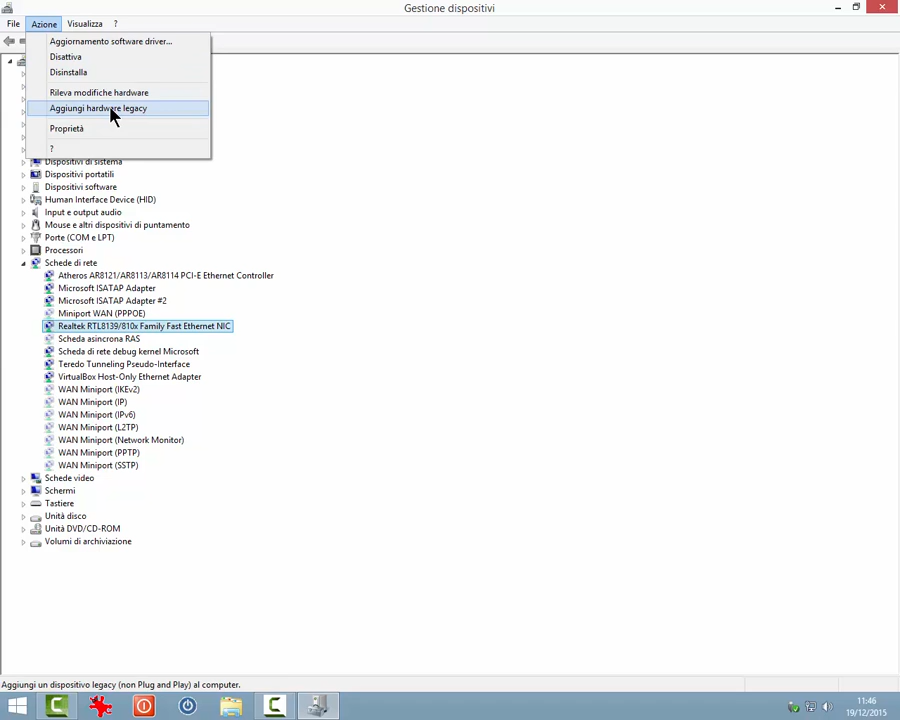 Gestione dispositivi
File Azione Visualizza ?
Aggiornamento software driver...
Disattiva
Disinstalla
Rileva modifiche hardware
Aggiungi hardware legacy
Proprietà
?
Dispositivi di sistema
Dispositivi portatili
Dispositivi software
Human Interface Device (HID)
Input e output audio
Mouse e altri dispositivi di puntamento
Porte (COM e LPT)
Processori
Schede di rete
Atheros AR8121/AR8113/AR8114 PCI-E Ethernet Controller
Microsoft ISATAP Adapter
Microsoft ISATAP Adapter #2
Miniport WAN (PPPOE)
Realtek RTL8139/810x Family Fast Ethernet NIC
Scheda asincrona RAS
Scheda di rete debug kernel Microsoft
Teredo Tunneling Pseudo-Interface
VirtualBox Host-Only Ethernet Adapter
WAN Miniport (IKEv2)
WAN Miniport (IP)
WAN Miniport (IPv6)
WAN Miniport (L2TP)
WAN Miniport (Network Monitor)
WAN Miniport (PPTP)
WAN Miniport (SSTP)
Schede video
Schermi
Tastiere
Unità disco
Unità DVD/CD-ROM
Volumi di archiviazione
Aggiungi un dispositivo legacy (non Plug and Play) al computer.
11:46
19/12/2015